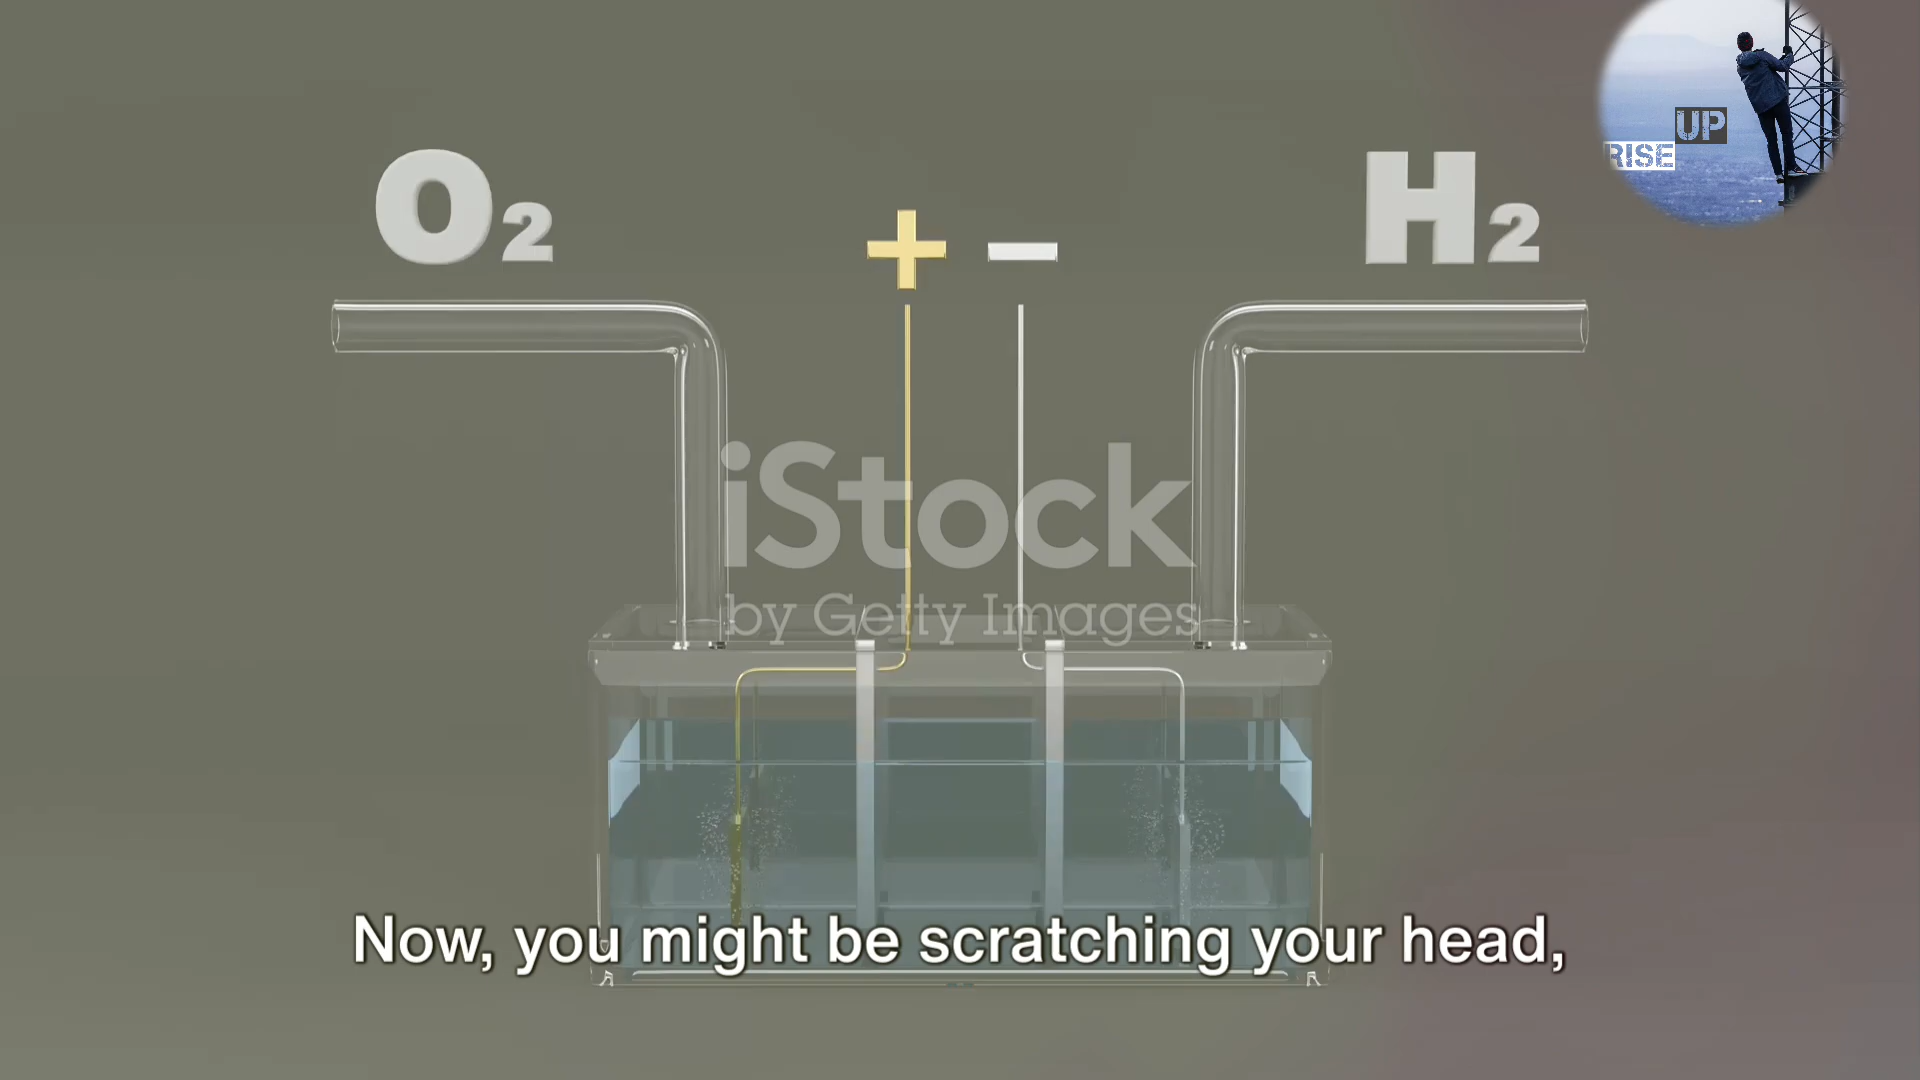 O2
+ −
H2
UP
RISE
iStock
by Getty Images
Now, you might be scratching your head,